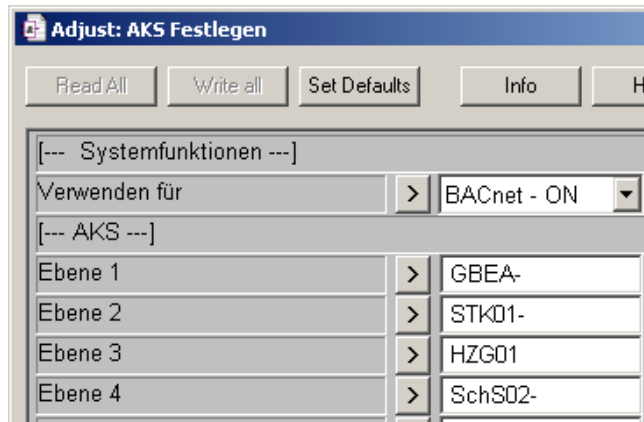 Adjust: AKS Festlegen
Read All Write all Set Defaults Info H
[--- Systemfunktionen ---]
Verwenden für > BACnet - ON
[--- AKS ---]
Ebene 1 > GBEA-
Ebene 2 > STK01-
Ebene 3 > HZG01
Ebene 4 > SchS02-